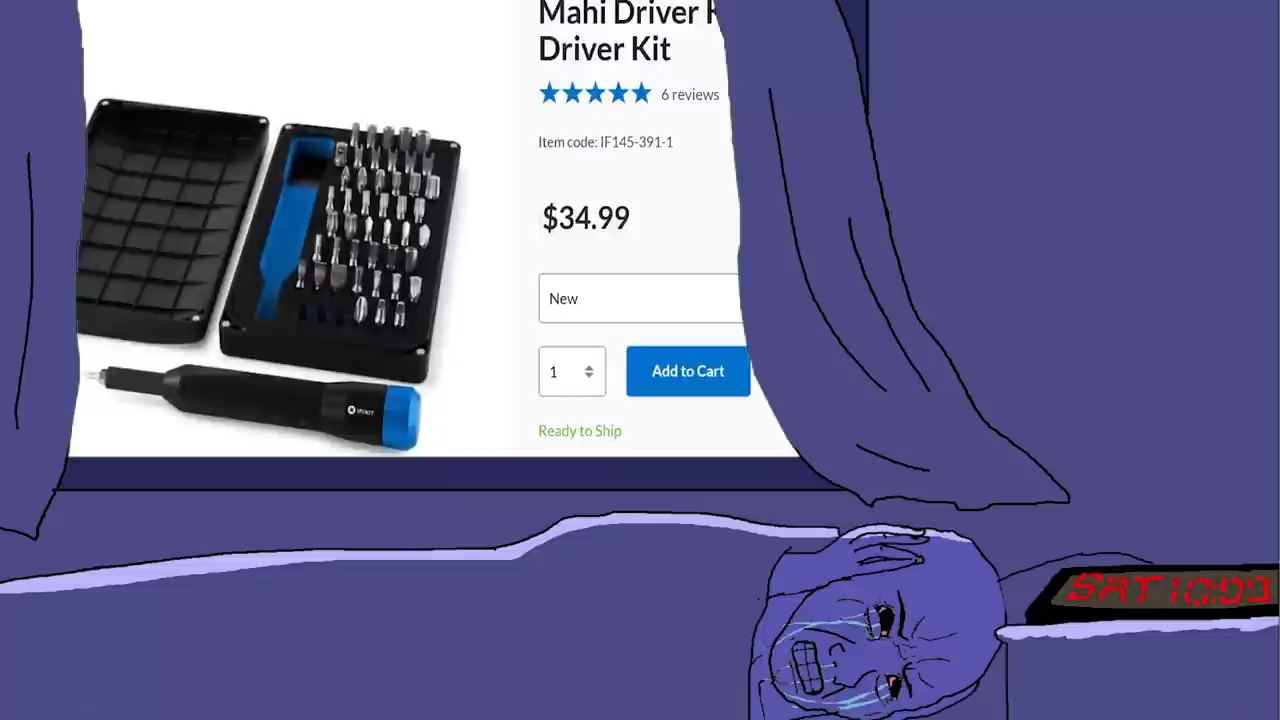 Mahi Driver
Driver Kit
6 reviews
Item code: IF145-391-1
$34.99
New
1
Add to Cart
Ready to Ship
IFIXIT
SAT 10:03